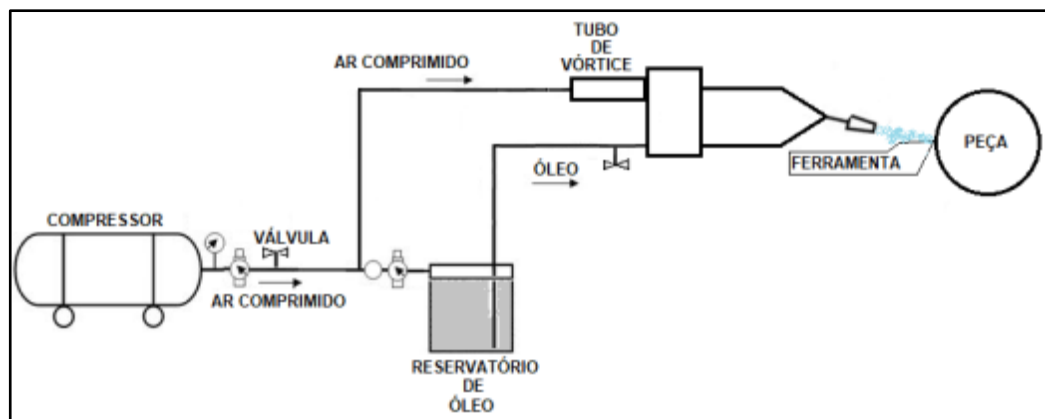 TUBO
DE
VÓRTICE
AR COMPRIMIDO
PEÇA
FERRAMENTA
ÓLEO
COMPRESSOR
VÁLVULA
AR COMPRIMIDO
RESERVATÓRIO
DE
ÓLEO